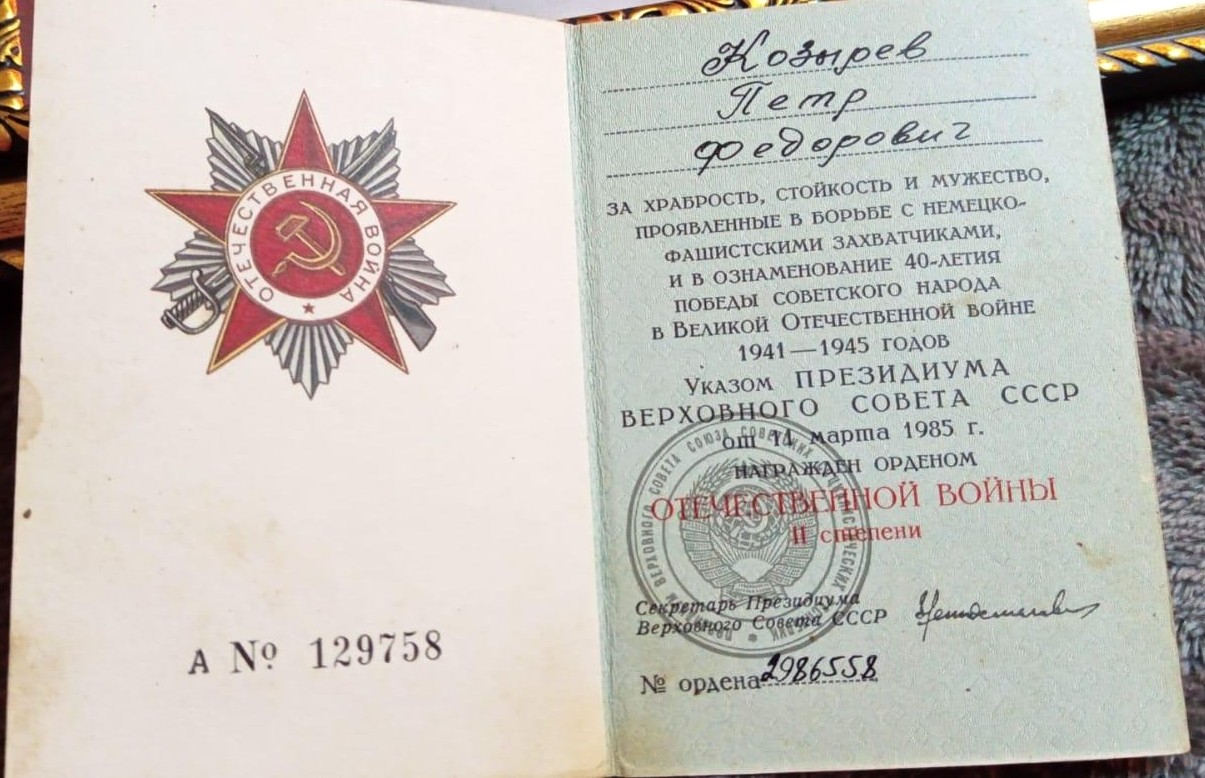 ОТЕЧЕСТВЕННАЯ ВОЙНА
А № 129758
Козырев
Петр
Федорович
ЗА ХРАБРОСТЬ, СТОЙКОСТЬ И МУЖЕСТВО,
ПРОЯВЛЕННЫЕ В БОРЬБЕ С НЕМЕЦКО-
ФАШИСТСКИМИ ЗАХВАТЧИКАМИ,
И В ОЗНАМЕНОВАНИЕ 40-ЛЕТИЯ
ПОБЕДЫ СОВЕТСКОГО НАРОДА
В ВЕЛИКОЙ ОТЕЧЕСТВЕННОЙ ВОЙНЕ
1941—1945 ГОДОВ
УКАЗОМ ПРЕЗИДИУМА
ВЕРХОВНОГО СОВЕТА СССР
от 11 марта 1985 г.
НАГРАЖДЕН ОРДЕНОМ
ОТЕЧЕСТВЕННОЙ ВОЙНЫ
II степени
Секретарь Президиума
Верховного Совета СССР
№ ордена 2986558